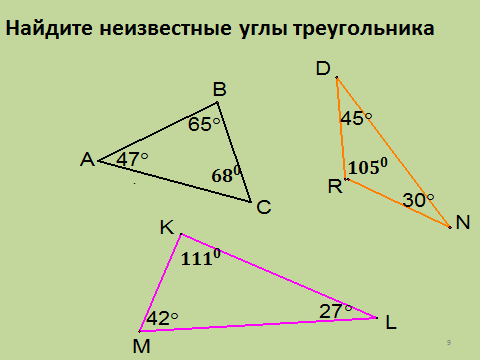 Найдите неизвестные углы треугольника
D
B
65°
45°
A
47°
68⁰
105⁰
R
30°
C
N
K
111⁰
42°
27°
L
M
9